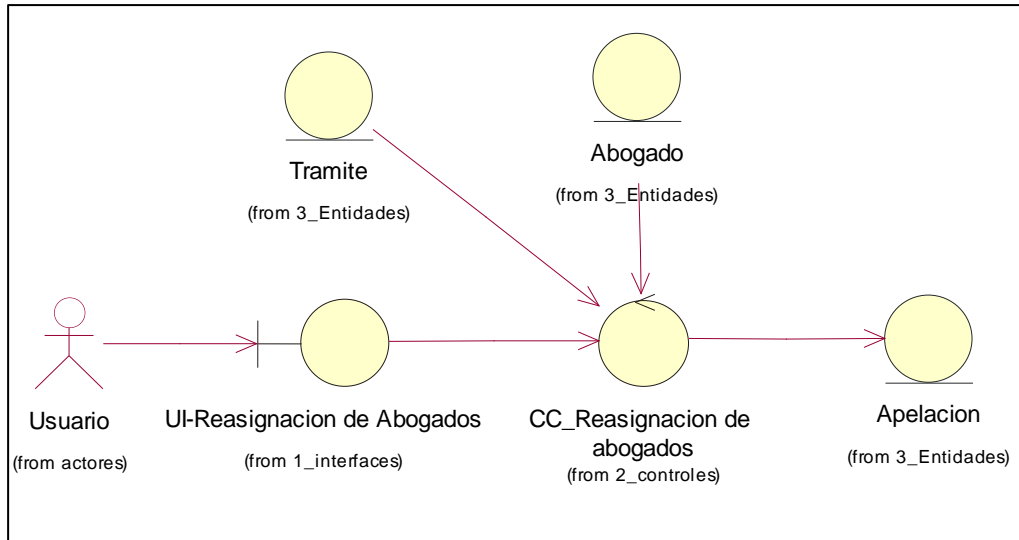 Tramite
(from 3_Entidades)
Abogado
(from 3_Entidades)
Usuario
(from actores)
UI-Reasignacion de Abogados
(from 1_interfaces)
CC_Reasignacion de
abogados
(from 2_controles)
Apelacion
(from 3_Entidades)